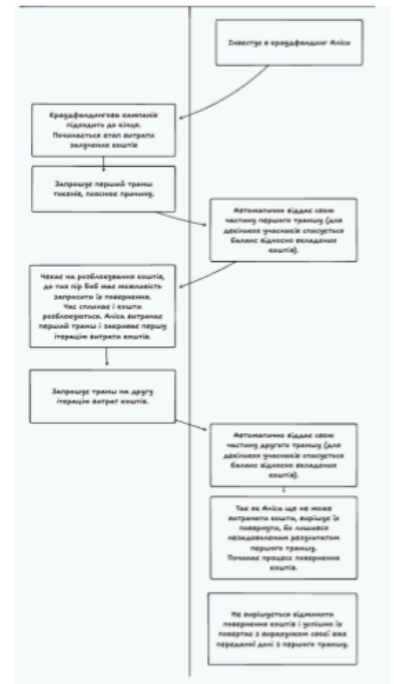 Інвестує в краудфандинг Аліси
Краудфандингова кампанія
підходить до кінця.
Починається етап витрати
залучених коштів
Запрошує перший транш
токенів, пояснює причину.
Автоматично віддає свою
частину першого траншу (для
декількох учасників списується
баланс відносно вкладених
коштів).
Чекає на розблокування коштів,
до тих пір Боб має можливість
запросити їх повернення.
Час спливає і кошти
розблокуються. Аліса витрачає
перший транш і закриває першу
ітерацію витрати коштів.
Запрошує транш на другу
ітерацію витрат коштів.
Автоматично віддає свою
частину другого траншу (для
декількох учасників списується
баланс відносно вкладених
коштів).
Так як Аліса ще не може
витрачати кошти, вирішує їх
повернути, бо лишився
незадоволеним результатом
першого траншу.
Починає процес повернення
коштів.
Не вирішується відмінити
повернення коштів і успішно їх
повертає з вирахунком своєї вже
переданої долі з першого траншу.